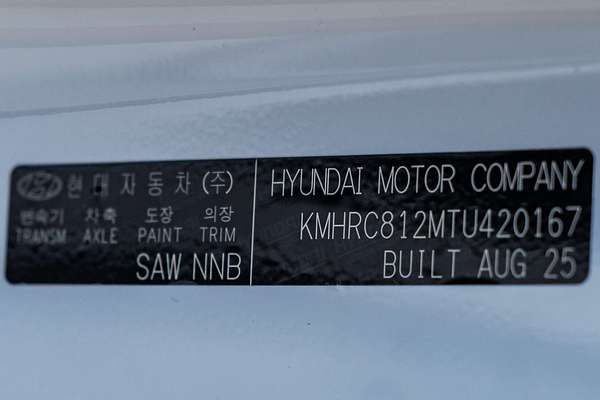 현대자동차(주)
변속기 차축 도장 의장
TRANSM AXLE PAINT TRIM
SAW NNB
HYUNDAI MOTOR COMPANY
KMHRC812MTU420167
BUILT AUG 25